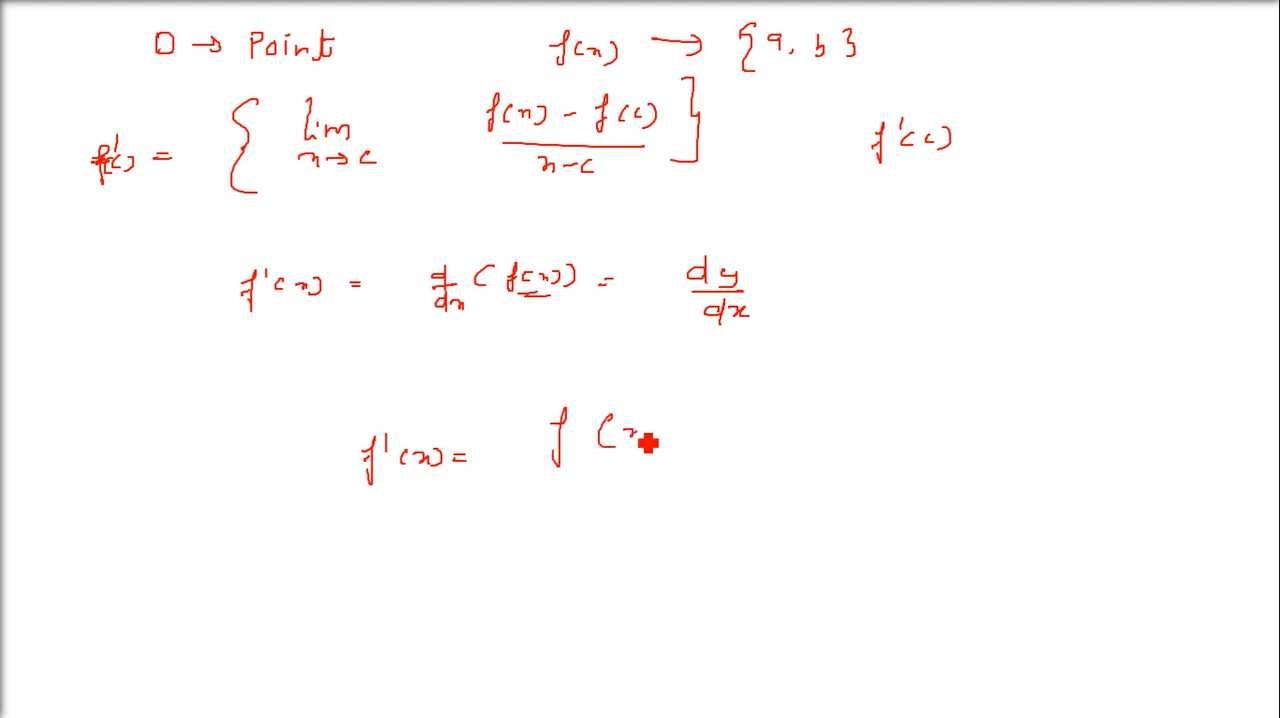 D → Point f(x) → {a, b}
f'(c) = { lim x→c f(x) - f(c) / x-c ] f'(c)
f'(x) = d/dx (f(x)) = dy/dx
f'(x) = f (x